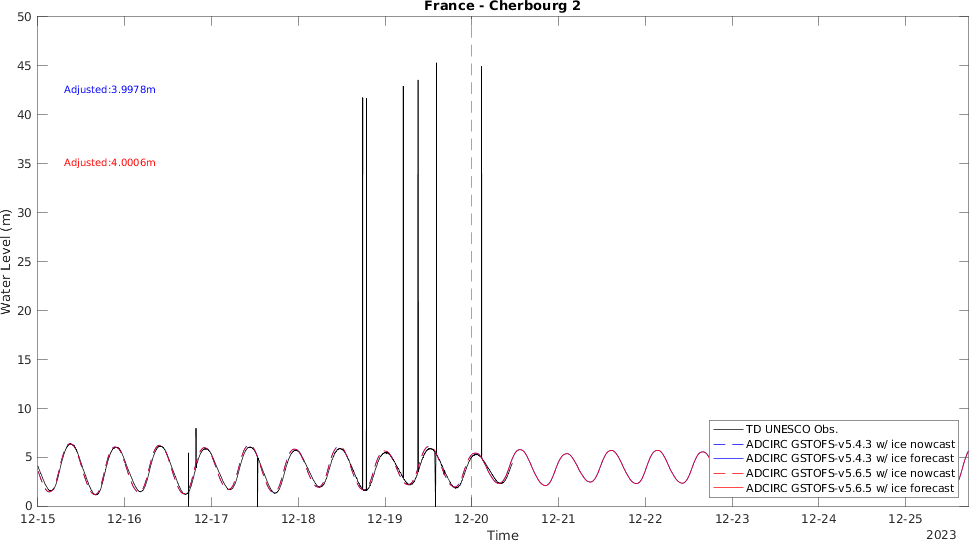 France - Cherbourg 2
50
45
40
35
30
25
20
15
10
5
0
Water Level (m)
Adjusted:3.9978m
Adjusted:4.0006m
TD UNESCO Obs.
ADCIRC GSTOFS-v5.4.3 w/ ice nowcast
ADCIRC GSTOFS-v5.4.3 w/ ice forecast
ADCIRC GSTOFS-v5.6.5 w/ ice nowcast
ADCIRC GSTOFS-v5.6.5 w/ ice forecast
12-15 12-16 12-17 12-18 12-19 12-20 12-21 12-22 12-23 12-24 12-25
Time
2023